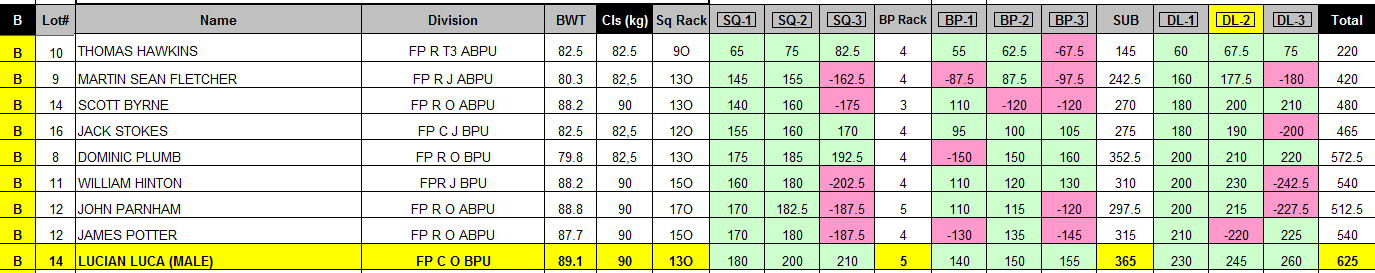 B Lot# Name Division BWT Cls (kg) Sq Rack SQ-1 SQ-2 SQ-3 BP Rack BP-1 BP-2 BP-3 SUB DL-1 DL-2 DL-3 Total
B 10 THOMAS HAWKINS FP R T3 ABPU 82.5 82.5 9O 65 75 82.5 4 55 62.5 -67.5 145 60 67.5 75 220
B 9 MARTIN SEAN FLETCHER FP R J ABPU 80.3 82,5 13O 145 155 -162.5 4 -87.5 87.5 -97.5 242.5 160 177.5 -180 420
B 14 SCOTT BYRNE FP R O ABPU 88.2 90 13O 140 160 -175 3 110 -120 -120 270 180 200 210 480
B 16 JACK STOKES FP C J BPU 82.5 82.5 12O 155 160 170 4 95 100 105 275 180 190 -200 465
B 8 DOMINIC PLUMB FP R O BPU 79.8 82,5 13O 175 185 192.5 4 -150 150 160 352.5 200 210 220 572.5
B 11 WILLIAM HINTON FPR J BPU 88.2 90 15O 160 180 -202.5 4 110 120 130 310 200 230 -242.5 540
B 12 JOHN PARNHAM FP R O ABPU 88.8 90 17O 170 182.5 -187.5 5 110 115 -120 297.5 200 215 -227.5 512.5
B 12 JAMES POTTER FP R O ABPU 87.7 90 15O 170 180 -187.5 4 -130 135 -145 315 210 -220 225 540
B 14 LUCIAN LUCA (MALE) FP C O BPU 89.1 90 13O 180 200 210 5 140 150 155 365 230 245 260 625